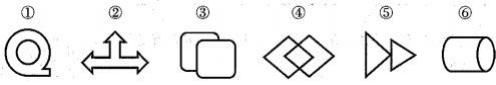 ① ② ③ ④ ⑤ ⑥